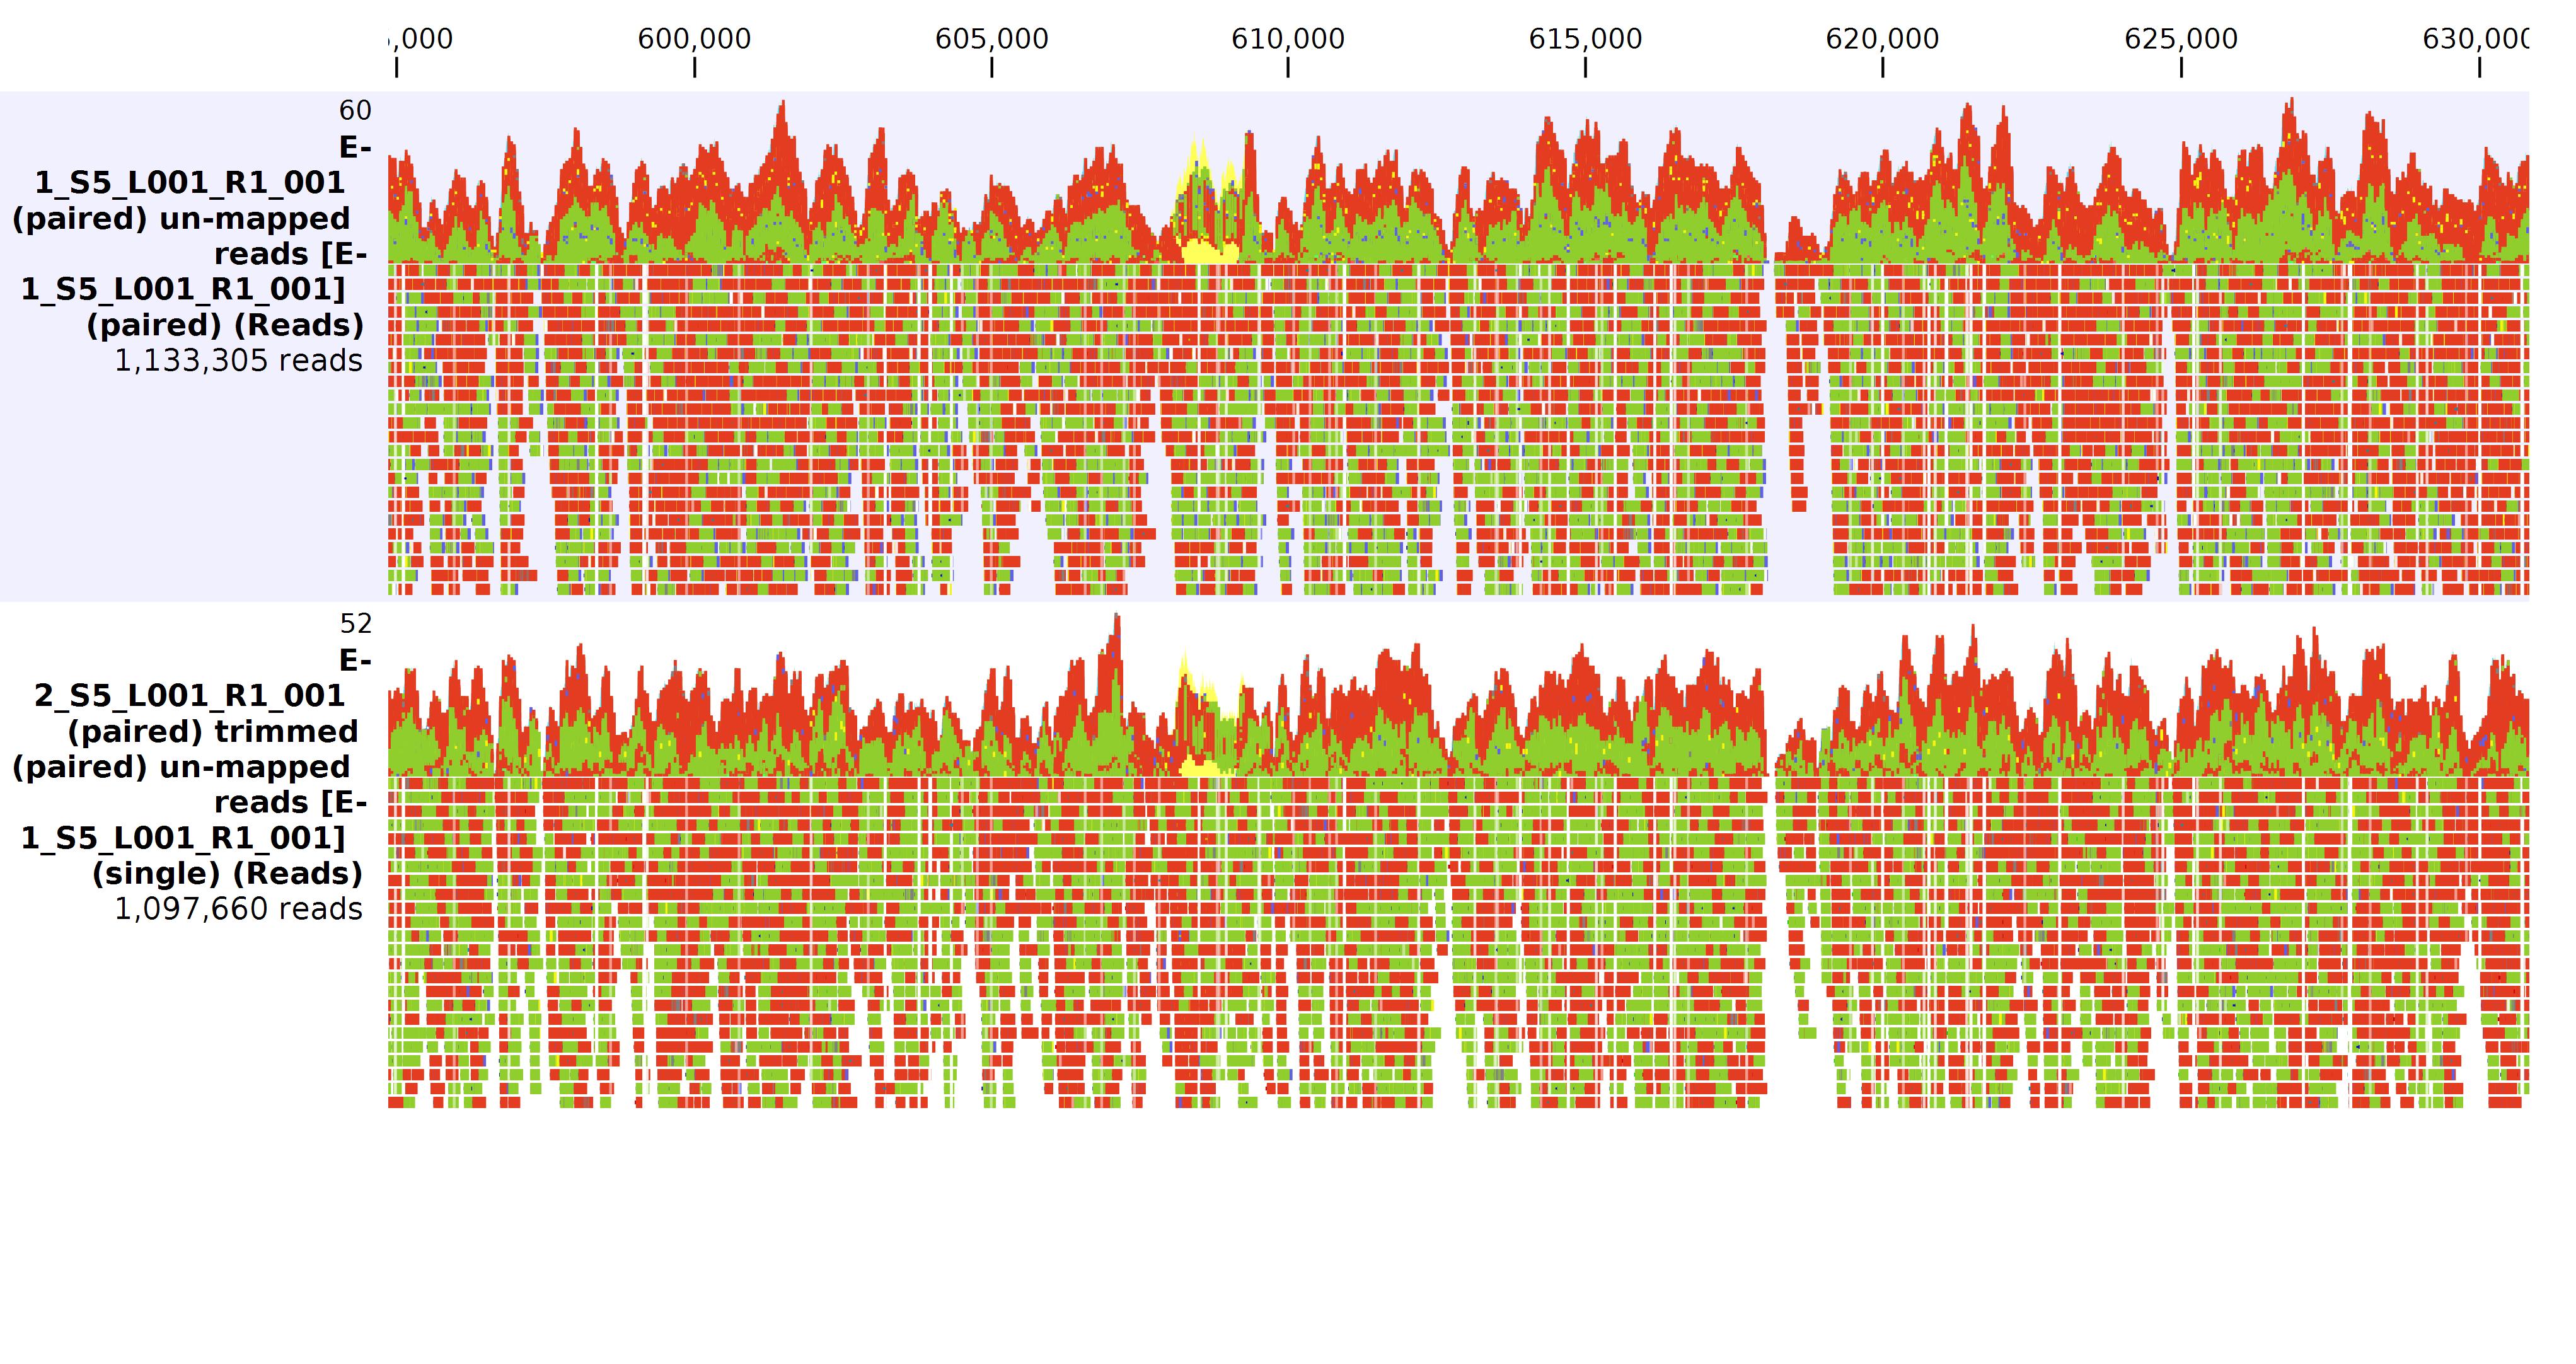 ,000 600,000 605,000 610,000 615,000 620,000 625,000 630,000
60
E-
1_S5_L001_R1_001
(paired) un-mapped
reads [E-
1_S5_L001_R1_001]
(paired) (Reads)
1,133,305 reads
52
E-
2_S5_L001_R1_001
(paired) trimmed
(paired) un-mapped
reads [E-
1_S5_L001_R1_001]
(single) (Reads)
1,097,660 reads